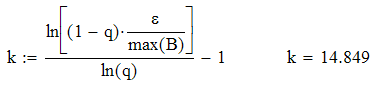 k := ln[(1 − q)·ε/max(B)]/ln(q) − 1 k = 14.849